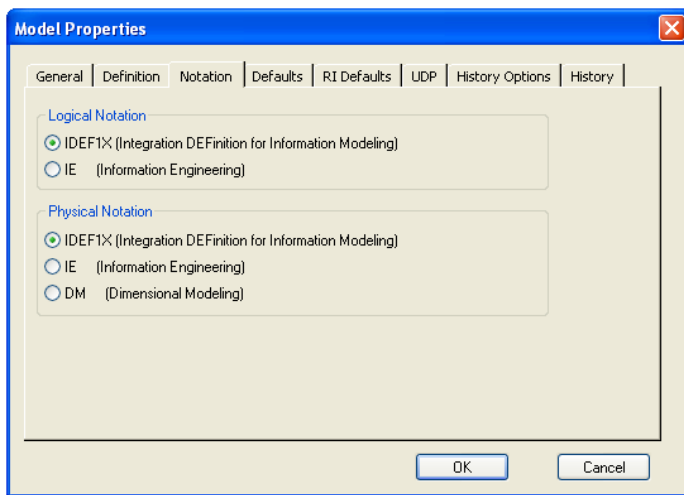 Model Properties
General Definition Notation Defaults RI Defaults UDP History Options History
Logical Notation
IDEF1X (Integration DEFinition for Information Modeling)
IE (Information Engineering)
Physical Notation
IDEF1X (Integration DEFinition for Information Modeling)
IE (Information Engineering)
DM (Dimensional Modeling)
OK Cancel